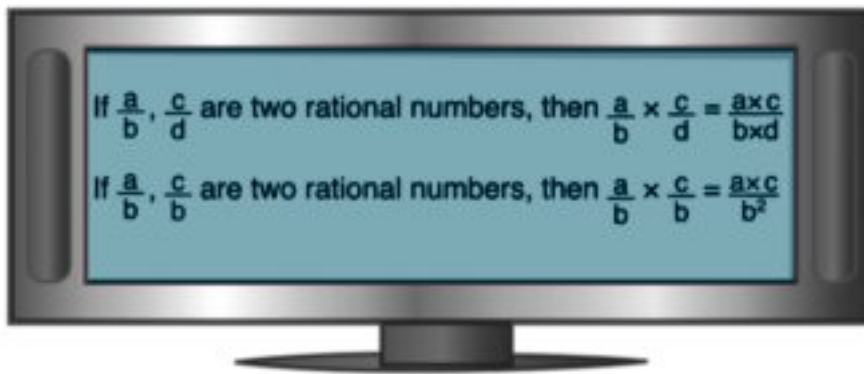 If a/b, c/d are two rational numbers, then a/b × c/d = a×c/b×d
If a/b, c/b are two rational numbers, then a/b × c/b = a×c/b²